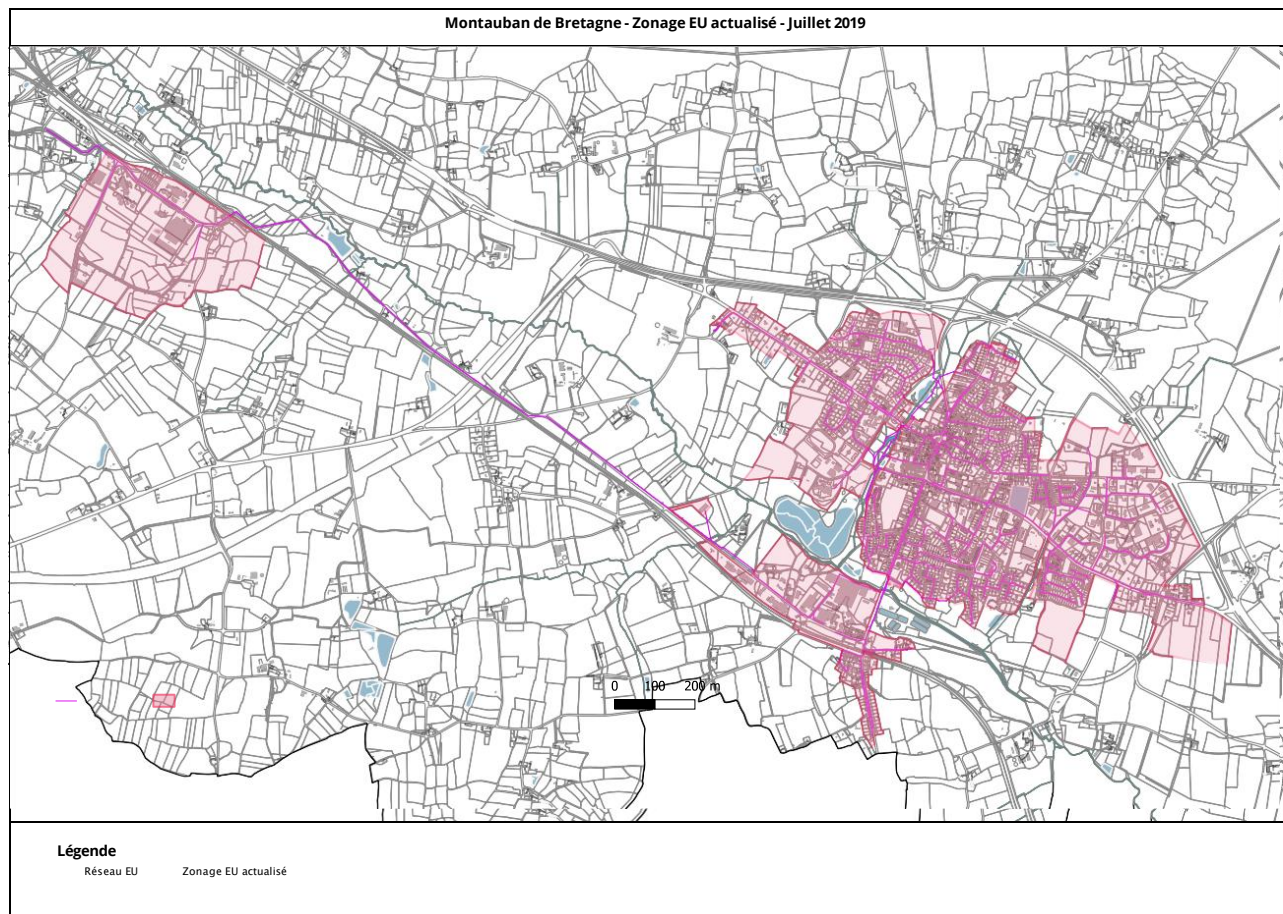 Montauban de Bretagne - Zonage EU actualisé - Juillet 2019
0 100 200 m
Légende
Réseau EU Zonage EU actualisé